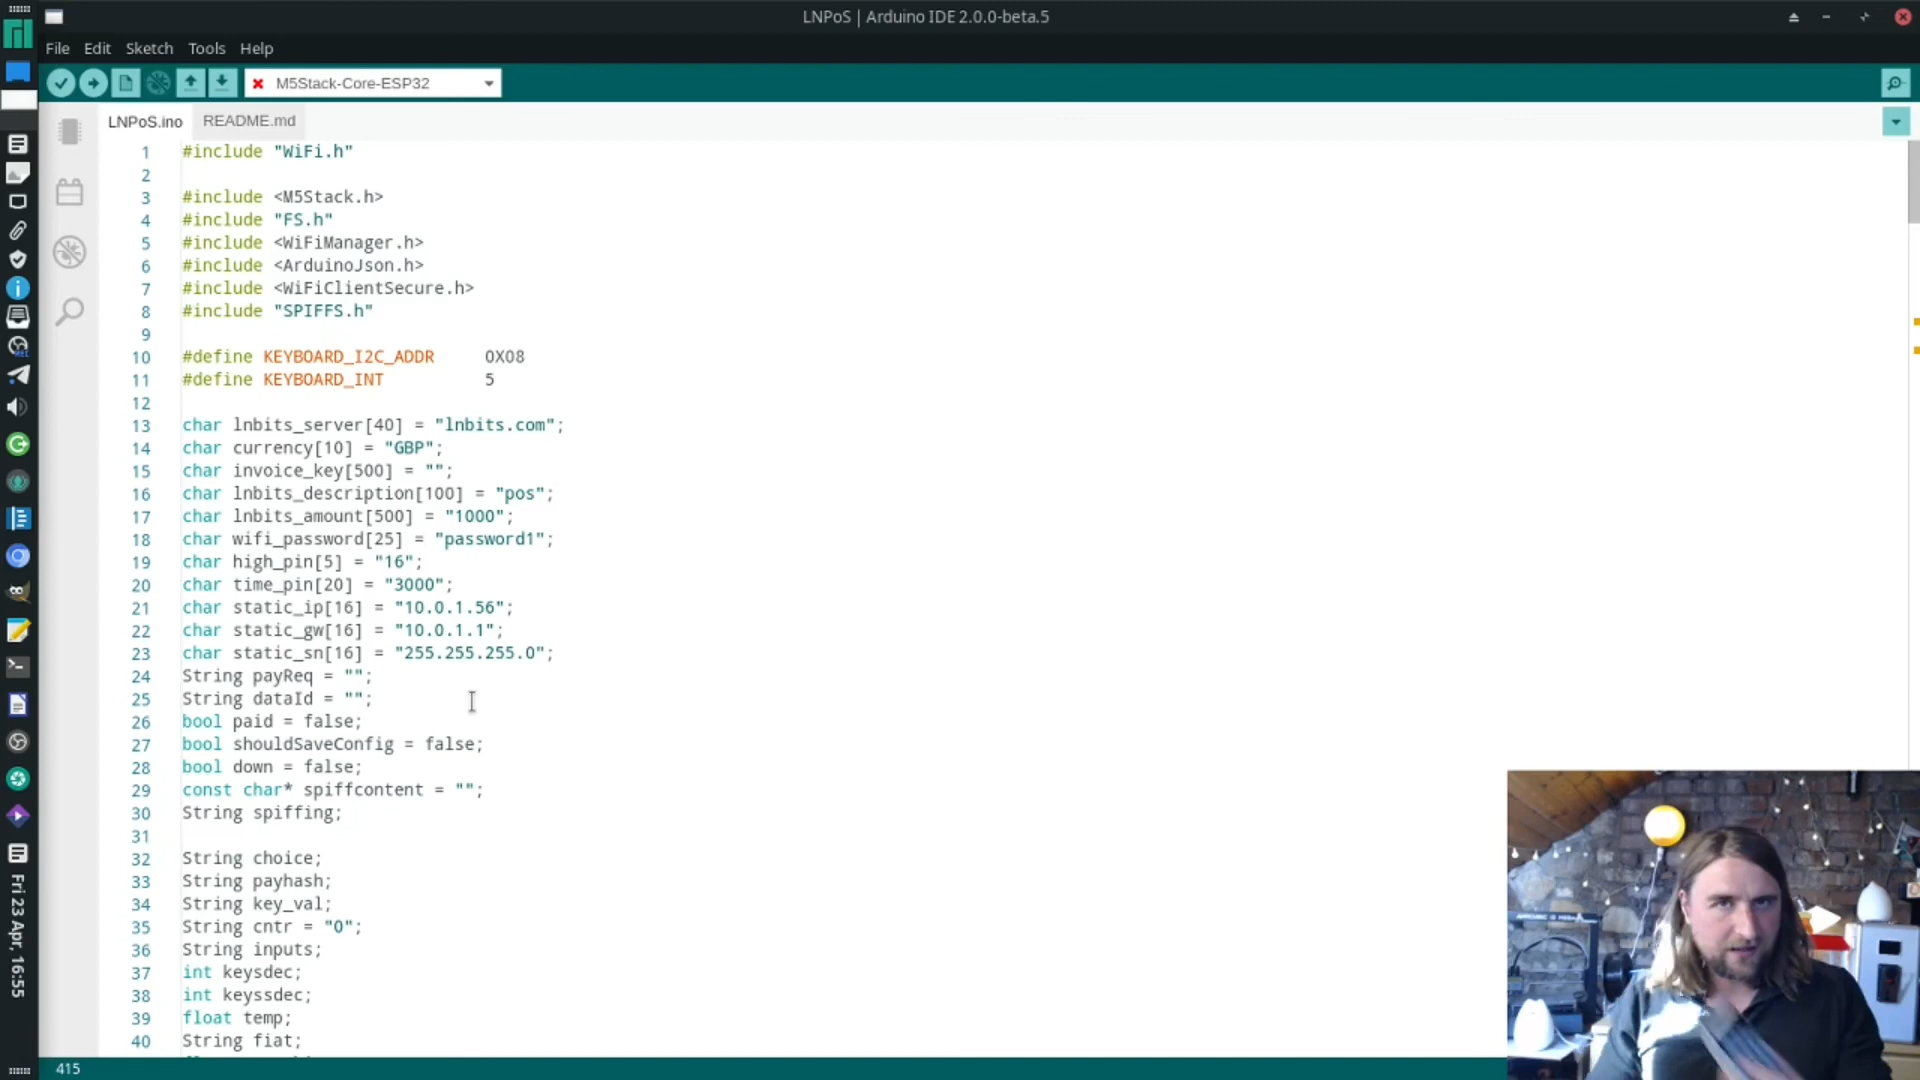 LNPoS | Arduino IDE 2.0.0-beta.5
File Edit Sketch Tools Help
M5Stack-Core-ESP32
LNPoS.ino README.md
1 #include "WiFi.h"
2
3 #include <M5Stack.h>
4 #include "FS.h"
5 #include <WiFiManager.h>
6 #include <ArduinoJson.h>
7 #include <WiFiClientSecure.h>
8 #include "SPIFFS.h"
9
10 #define KEYBOARD_I2C_ADDR 0X08
11 #define KEYBOARD_INT 5
12
13 char lnbits_server[40] = "lnbits.com";
14 char currency[10] = "GBP";
15 char invoice_key[500] = "";
16 char lnbits_description[100] = "pos";
17 char lnbits_amount[500] = "1000";
18 char wifi_password[25] = "password1";
19 char high_pin[5] = "16";
20 char time_pin[20] = "3000";
21 char static_ip[16] = "10.0.1.56";
22 char static_gw[16] = "10.0.1.1";
23 char static_sn[16] = "255.255.255.0";
24 String payReq = "";
25 String dataId = "";
26 bool paid = false;
27 bool shouldSaveConfig = false;
28 bool down = false;
29 const char* spiffcontent = "";
30 String spiffing;
31
32 String choice;
33 String payhash;
34 String key_val;
35 String cntr = "0";
36 String inputs;
37 int keysdec;
38 int keyssdec;
39 float temp;
40 String fiat;
415
Fri 23 Apr, 16:55